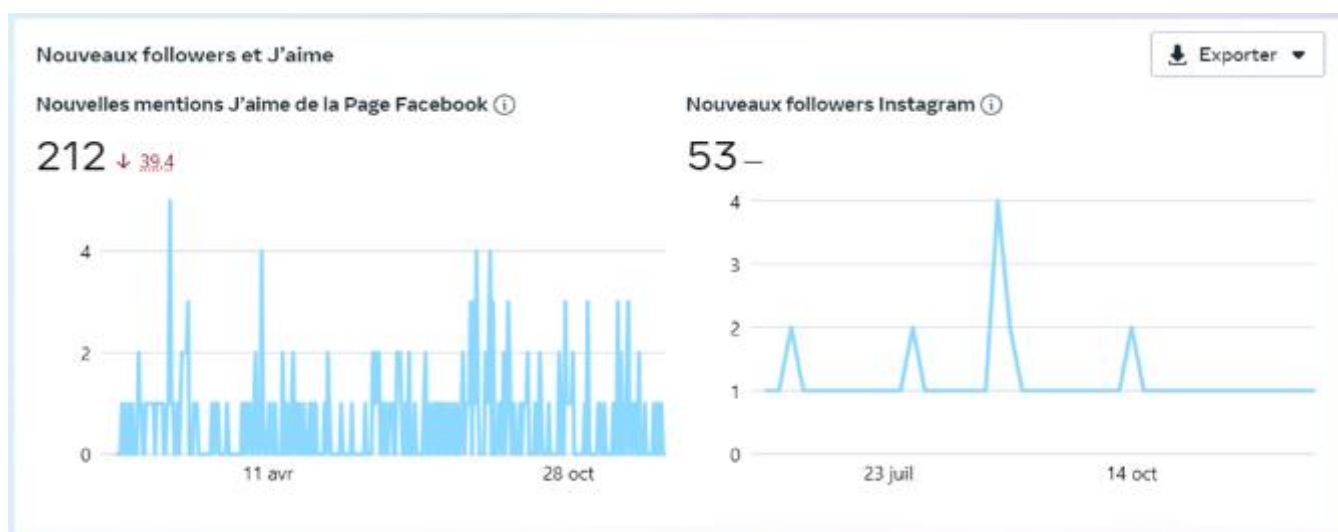 Nouveaux followers et J'aime
Exporter
Nouvelles mentions J'aime de la Page Facebook
212 ↓ 39,4
4
2
0
11 avr 28 oct
Nouveaux followers Instagram
53 –
4
3
2
1
0
23 juil 14 oct